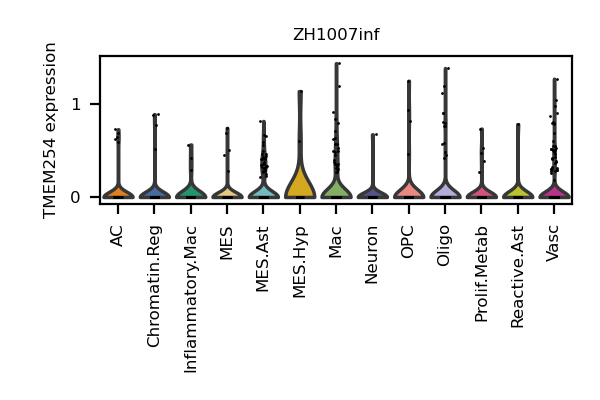 ZH1007inf
TMEM254 expression
1
0
AC
Chromatin.Reg
Inflammatory.Mac
MES
MES.Ast
MES.Hyp
Mac
Neuron
OPC
Oligo
Prolif.Metab
Reactive.Ast
Vasc